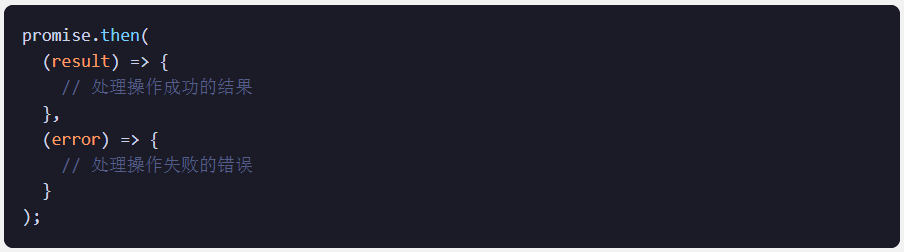 promise.then(
  (result) => {
    // 处理操作成功的结果
  },
  (error) => {
    // 处理操作失败的错误
  }
);